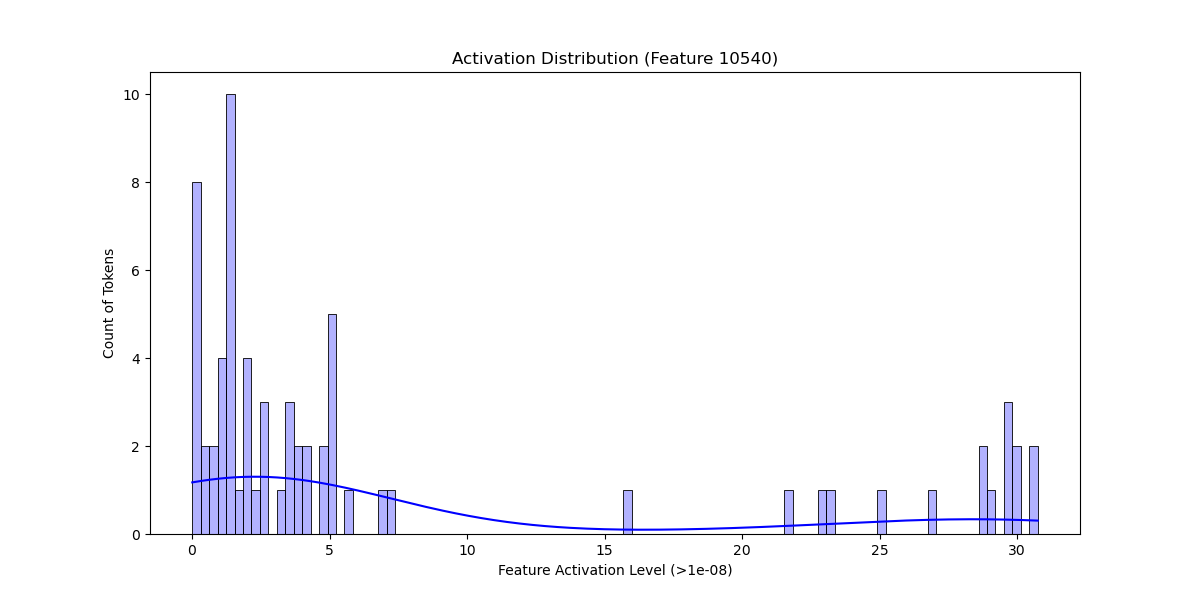 Activation Distribution (Feature 10540)
10
8
6
4
2
0
Count of Tokens
0 5 10 15 20 25 30
Feature Activation Level (>1e-08)